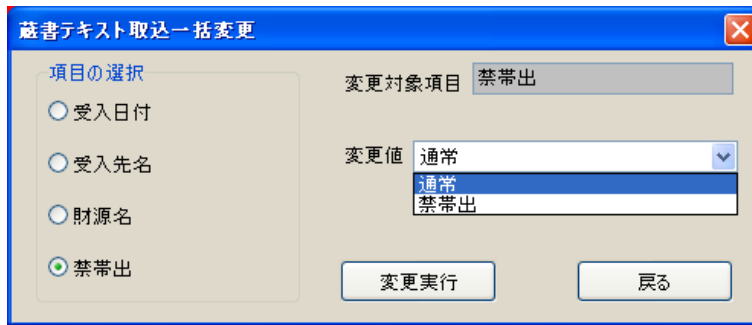 蔵書テキスト取込一括変更
項目の選択
受入日付
受入先名
財源名
禁帯出
変更対象項目 禁帯出
変更値 通常
通常
禁帯出
変更実行 戻る